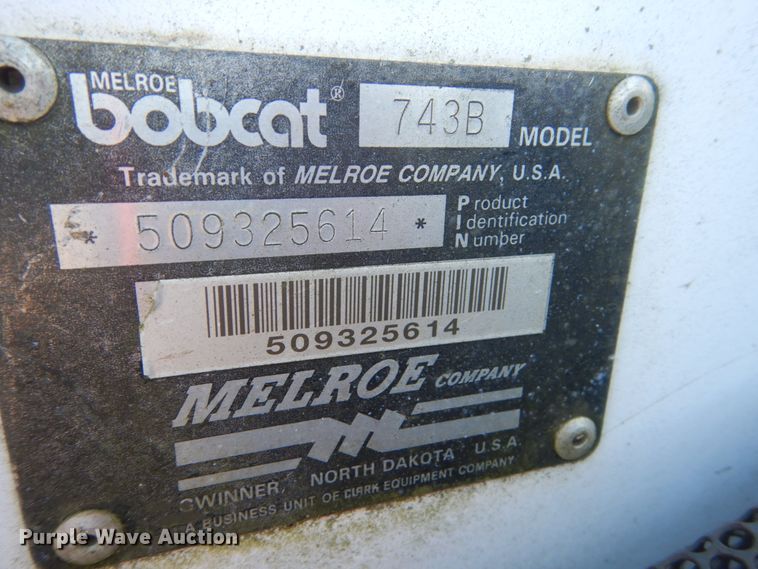 MELROE
bobcat® 743B MODEL
Trademark of MELROE COMPANY, U.S.A.
* 509325614 * Product Identification Number
509325614
MELROE COMPANY
GWINNER, NORTH DAKOTA U.S.A.
A BUSINESS UNIT OF CLARK EQUIPMENT COMPANY
Purple Wave Auction